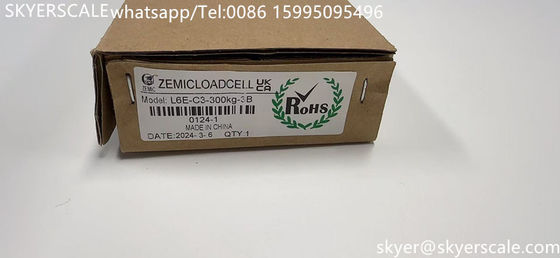 SKYERSCALEwhatsapp/Tel:0086 15995095496
ZEMIC
ZEMICLOADCELL
UK
CA
Model: L6E-C3-300kg-3B
0124-1
MADE IN CHINA
DATE:2024-3-6 QTY:1
RoHS
skyer@skyerscale.com